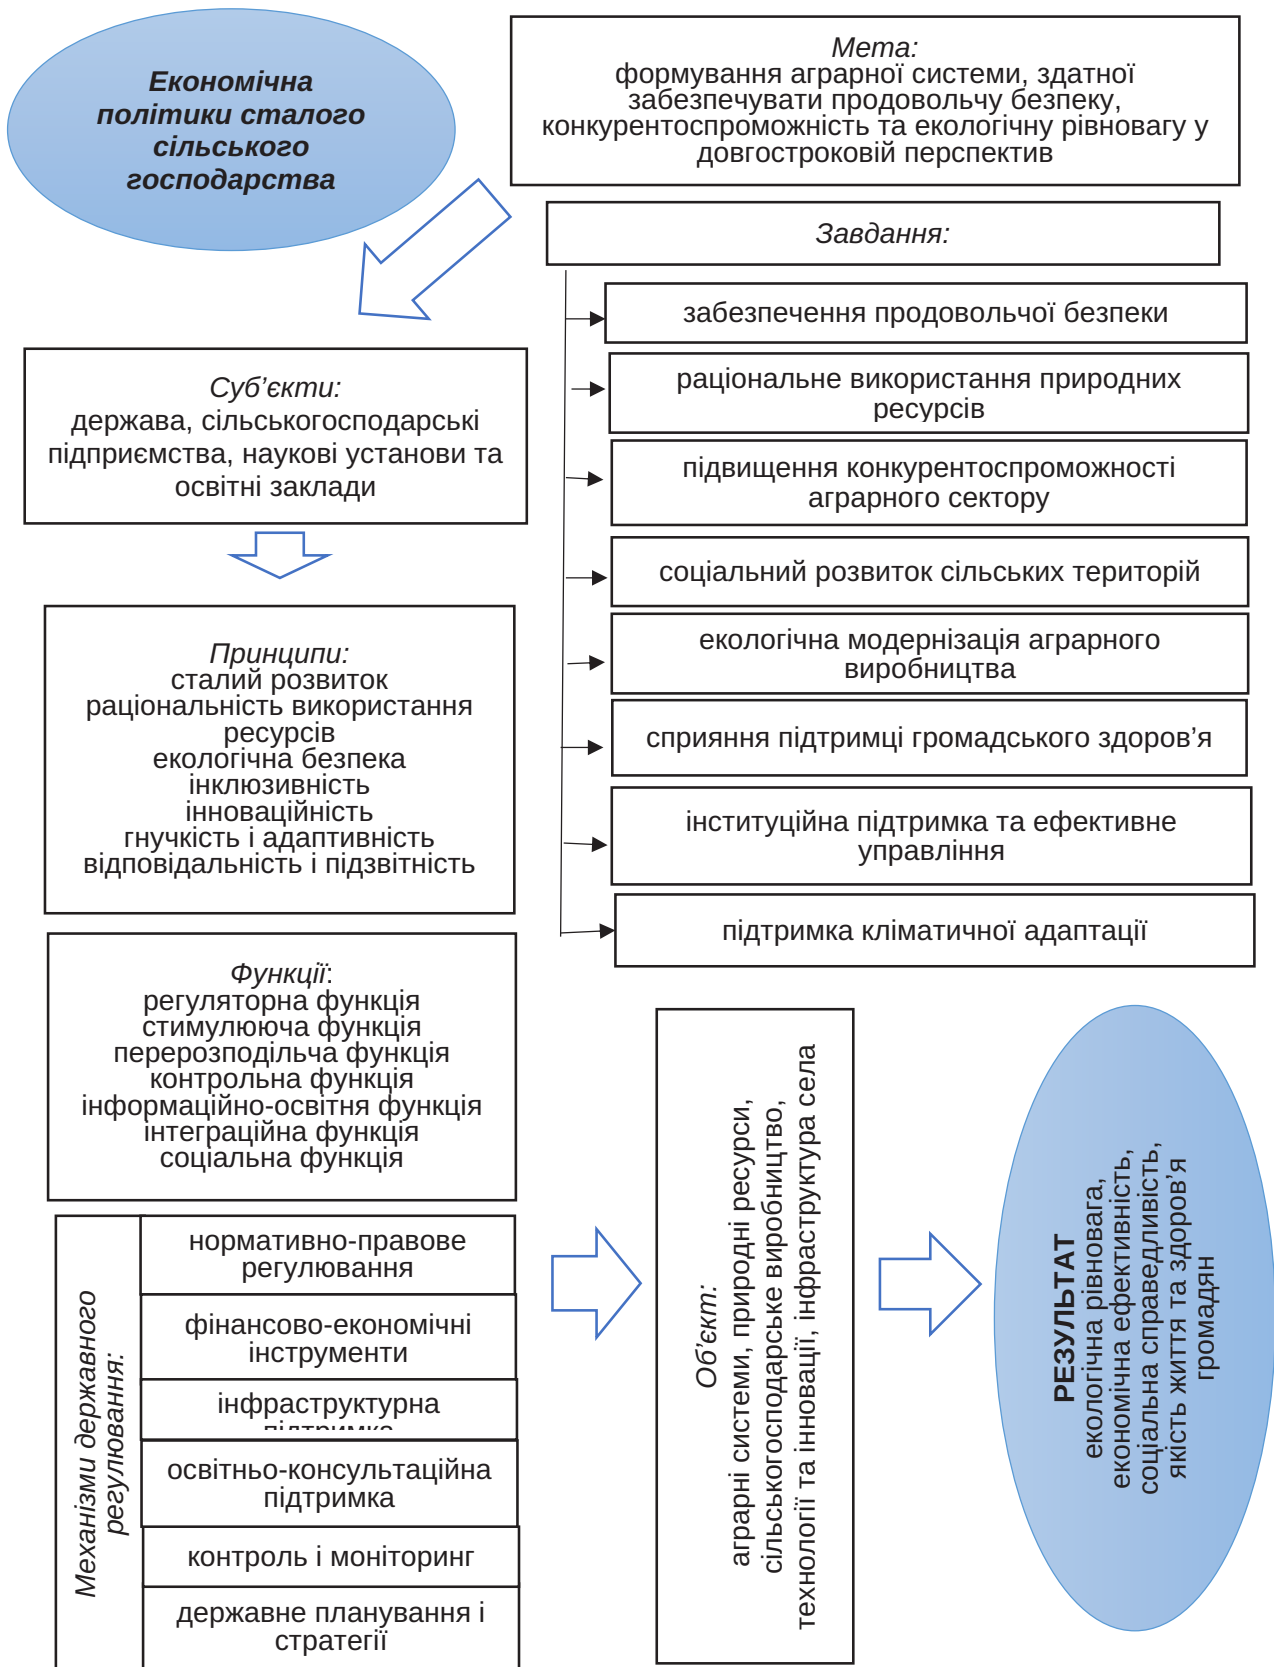 Економічна
політики сталого
сільського
господарства
Мета:
формування аграрної системи, здатної
забезпечувати продовольчу безпеку,
конкурентоспроможність та екологічну рівновагу у
довгостроковій перспектив
Завдання:
забезпечення продовольчої безпеки
раціональне використання природних
ресурсів
підвищення конкурентоспроможності
аграрного сектору
соціальний розвиток сільських територій
екологічна модернізація аграрного
виробництва
сприяння підтримці громадського здоров’я
інституційна підтримка та ефективне
управління
підтримка кліматичної адаптації
Суб’єкти:
держава, сільськогосподарські
підприємства, наукові установи та
освітні заклади
Принципи:
сталий розвиток
раціональність використання
ресурсів
екологічна безпека
інклюзивність
інноваційність
гнучкість і адаптивність
відповідальність і підзвітність
Функції:
регуляторна функція
стимулююча функція
перерозподільча функція
контрольна функція
інформаційно-освітня функція
інтеграційна функція
соціальна функція
Механізми державного
регулювання:
нормативно-правове
регулювання
фінансово-економічні
інструменти
інфраструктурна
підтримка
освітньо-консультаційна
підтримка
контроль і моніторинг
державне планування і
стратегії
Об’єкт:
аграрні системи, природні ресурси,
сільськогосподарське виробництво,
технології та інновації, інфраструктура села
РЕЗУЛЬТАТ
екологічна рівновага,
економічна ефективність,
соціальна справедливість,
якість життя та здоров’я
громадян